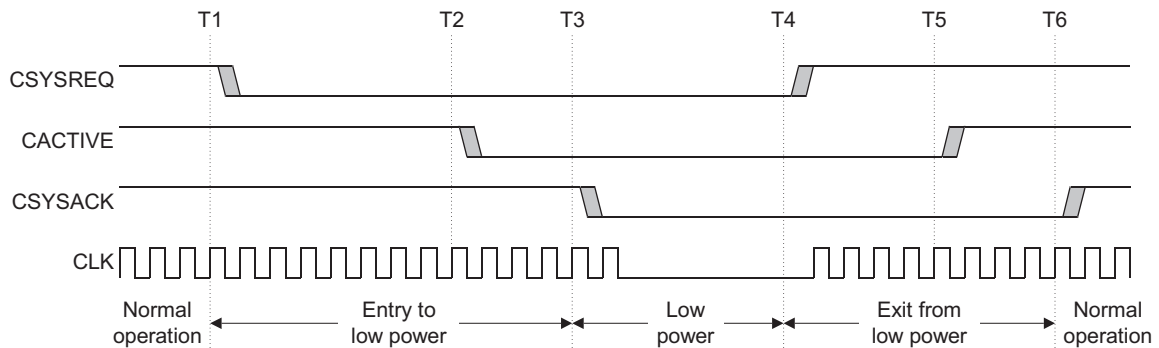 T1 T2 T3 T4 T5 T6
CSYSREQ
CACTIVE
CSYSACK
CLK
Normal operation
Entry to low power
Low power
Exit from low power
Normal operation